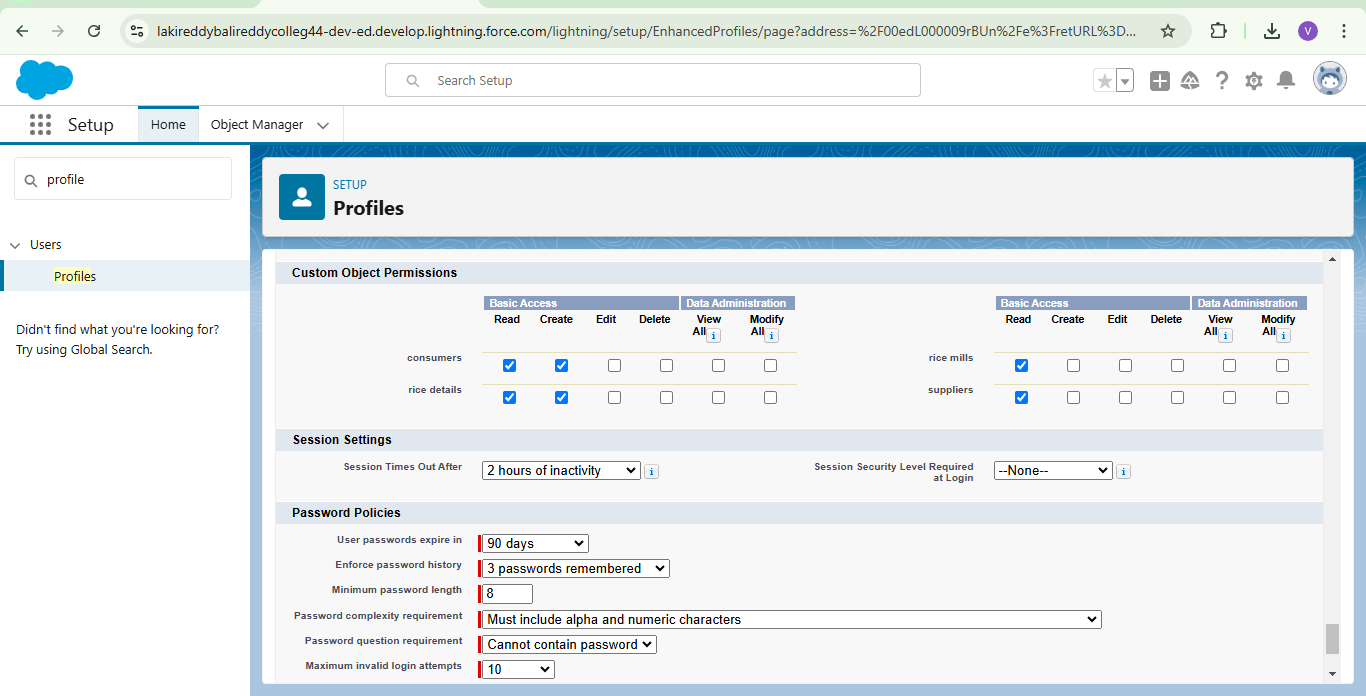 lakireddybalireddycolleg44-dev-ed.develop.lightning.force.com/lightning/setup/EnhancedProfiles/page?address=%2F00edL000009rBUn%2Fe%3FretURL%3D...
V
Search Setup
Setup
Home
Object Manager
profile
Users
Profiles
Didn't find what you're looking for?
Try using Global Search.
SETUP
Profiles
Custom Object Permissions
Basic Access Data Administration
Read Create Edit Delete View All i Modify All i
consumers
rice details
Basic Access Data Administration
Read Create Edit Delete View All i Modify All i
rice mills
suppliers
Session Settings
Session Times Out After 2 hours of inactivity i
Session Security Level Required at Login --None-- i
Password Policies
User passwords expire in 90 days
Enforce password history 3 passwords remembered
Minimum password length 8
Password complexity requirement Must include alpha and numeric characters
Password question requirement Cannot contain password
Maximum invalid login attempts 10